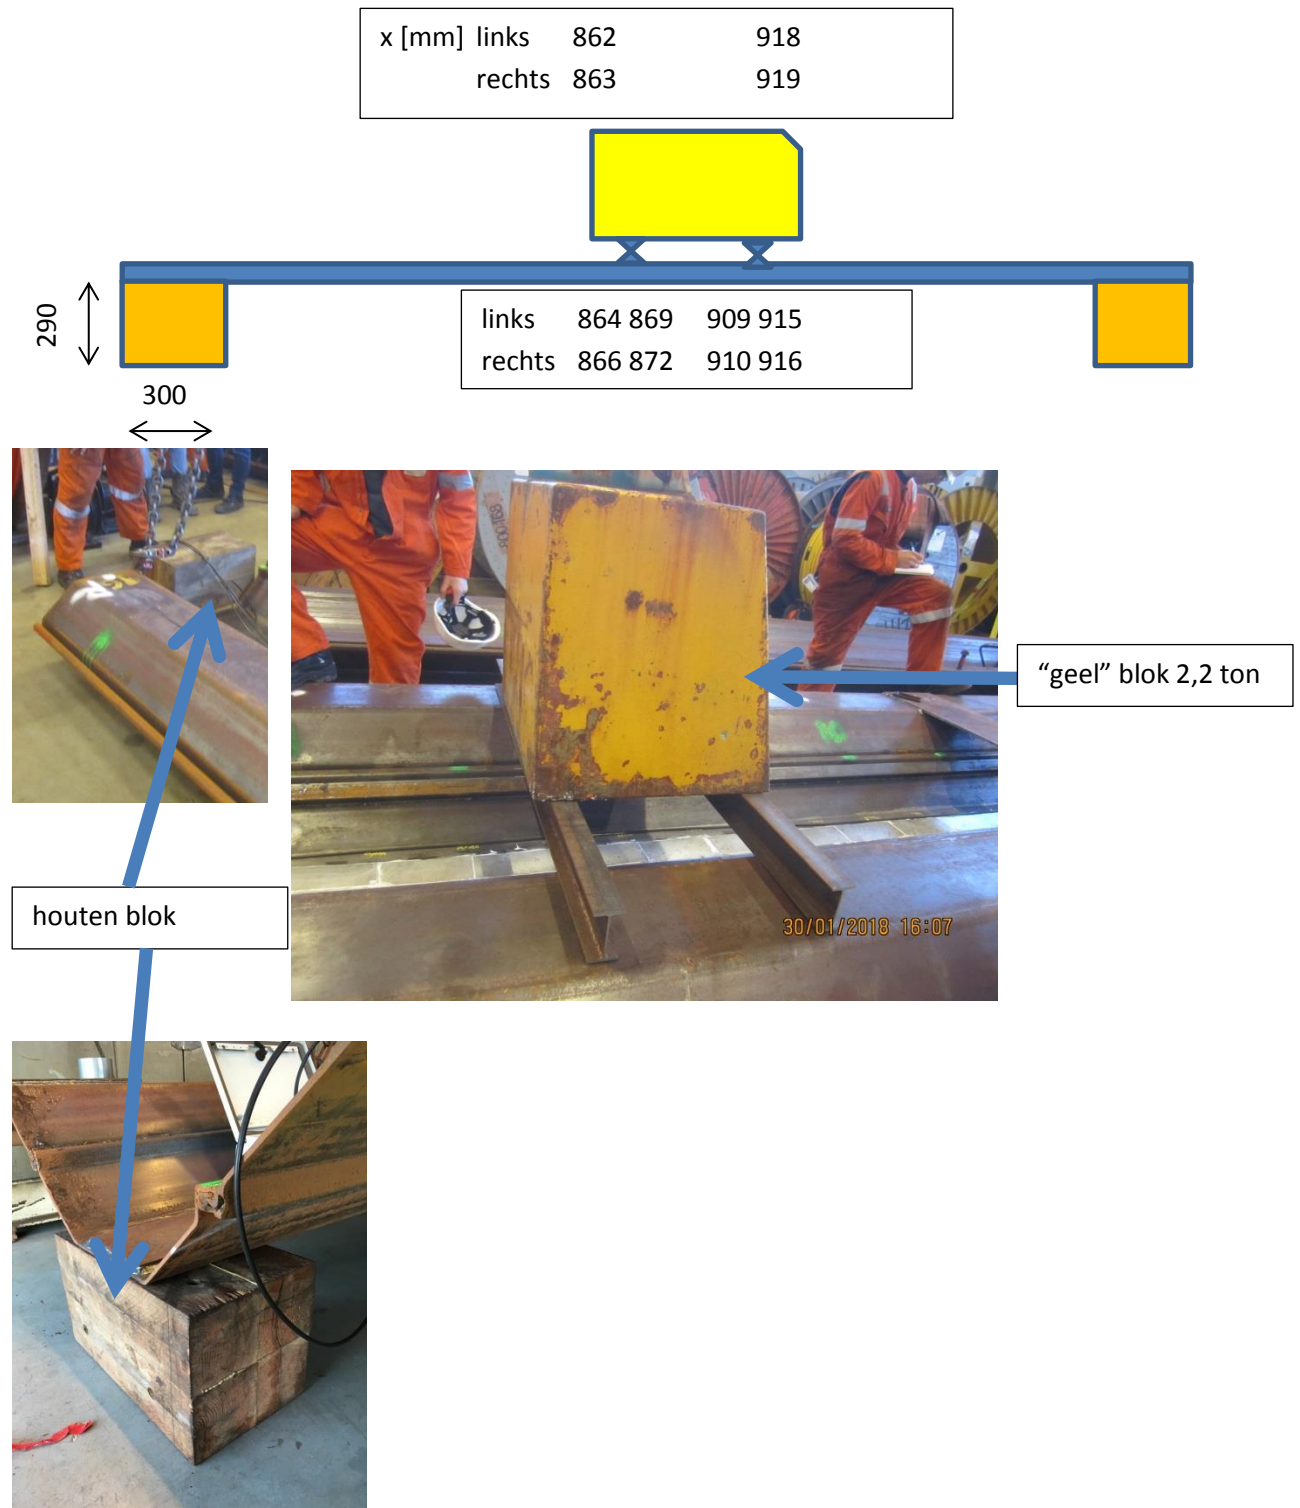 x [mm] links 862 918
rechts 863 919
290
links 864 869 909 915
rechts 866 872 910 916
300
"geel" blok 2,2 ton
houten blok
30/01/2018 16:07